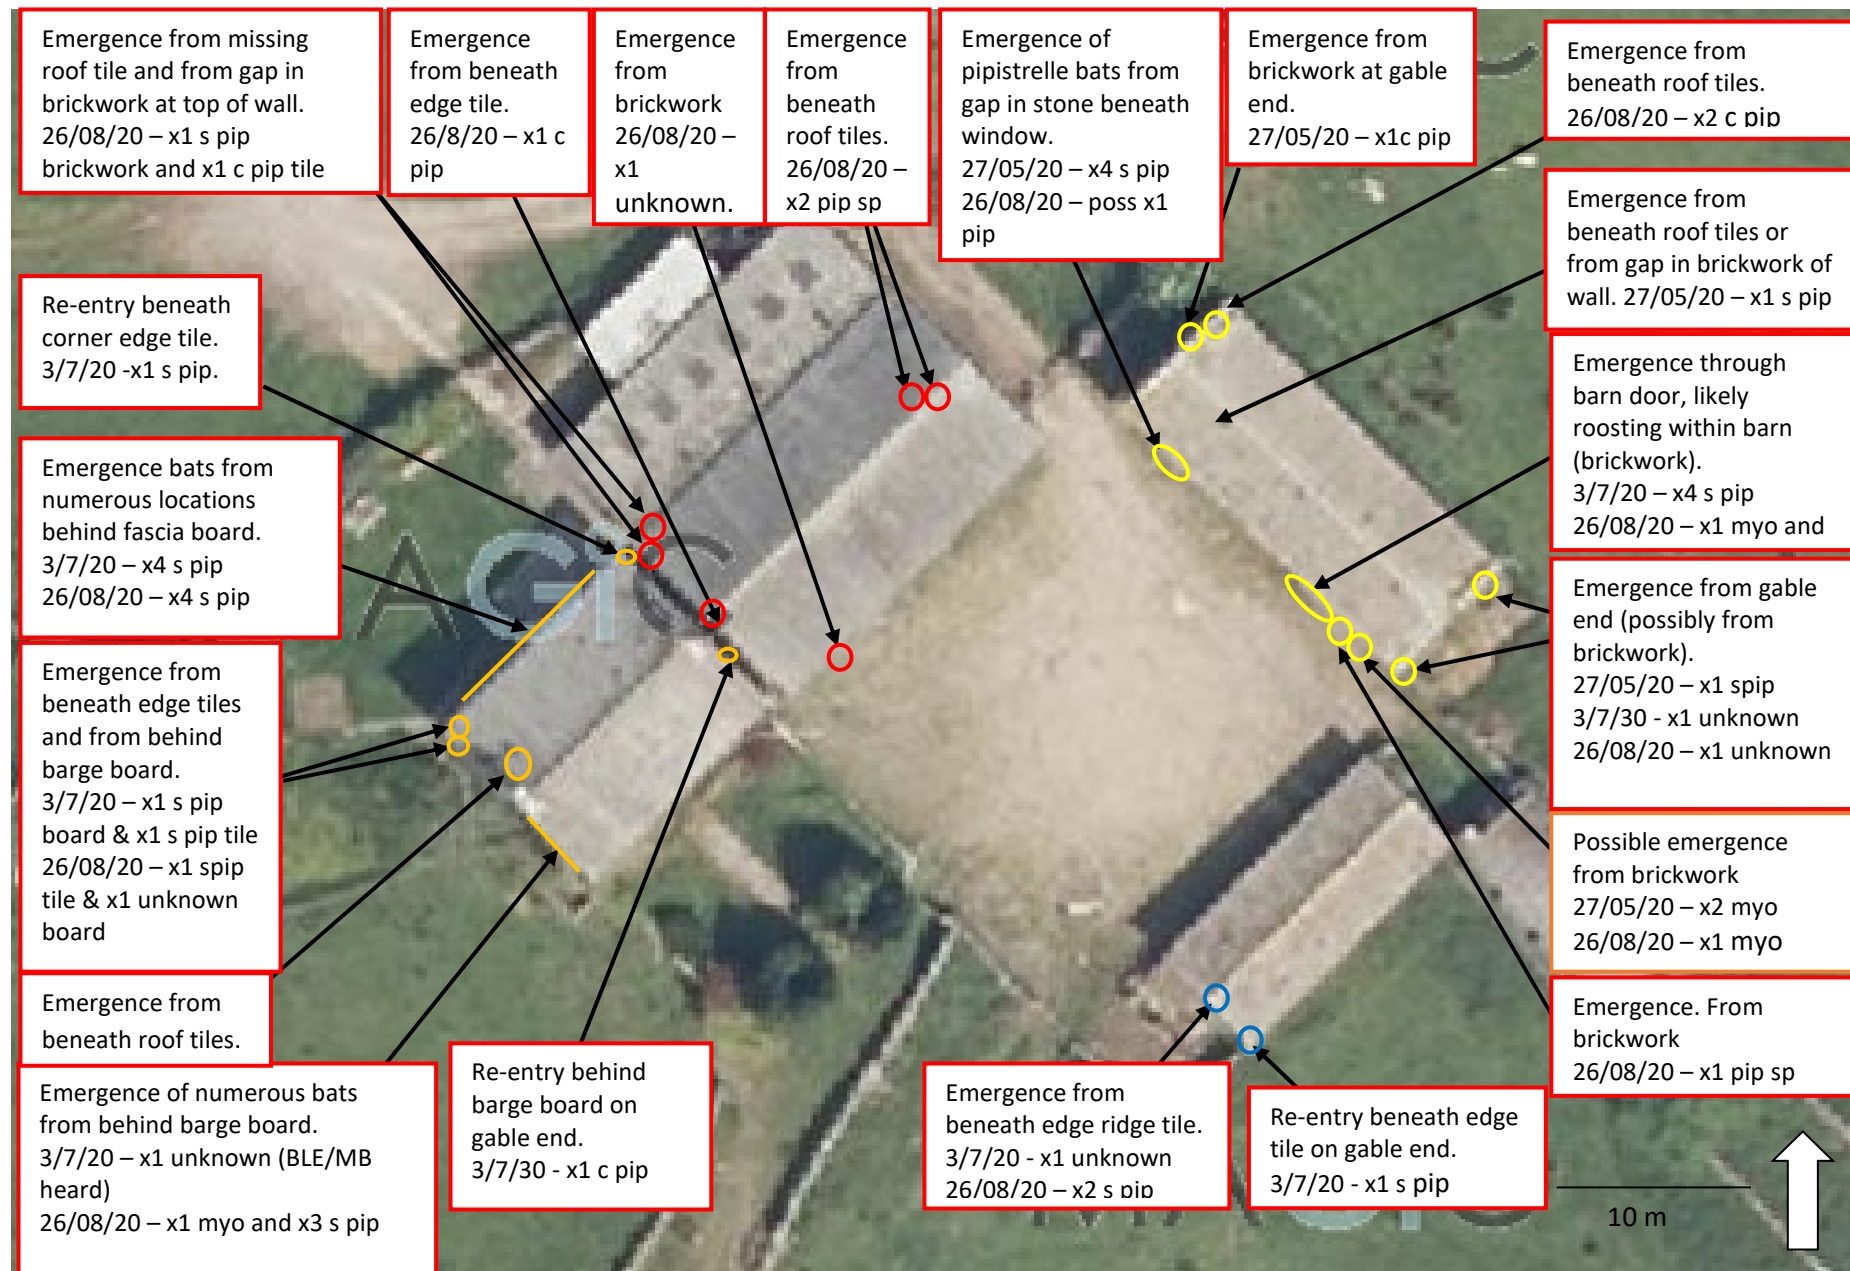 Emergence from missing
roof tile and from gap in
brickwork at top of wall.
26/08/20 – x1 s pip
brickwork and x1 c pip tile
Emergence
from beneath
edge tile.
26/8/20 – x1 c
pip
Emergence
from
brickwork
26/08/20 –
x1
unknown.
Emergence
from
beneath
roof tiles.
26/08/20 –
x2 pip sp
Emergence of
pipistrelle bats from
gap in stone beneath
window.
27/05/20 – x4 s pip
26/08/20 – poss x1
pip
Emergence from
brickwork at gable
end.
27/05/20 – x1c pip
Emergence from
beneath roof tiles.
26/08/20 – x2 c pip
Emergence from
beneath roof tiles or
from gap in brickwork of
wall. 27/05/20 – x1 s pip
Re-entry beneath
corner edge tile.
3/7/20 -x1 s pip.
Emergence through
barn door, likely
roosting within barn
(brickwork).
3/7/20 – x4 s pip
26/08/20 – x1 myo and
Emergence bats from
numerous locations
behind fascia board.
3/7/20 – x4 s pip
26/08/20 – x4 s pip
AGiC
Emergence from gable
end (possibly from
brickwork).
27/05/20 – x1 spip
3/7/30 - x1 unknown
26/08/20 – x1 unknown
Emergence from
beneath edge tiles
and from behind
barge board.
3/7/20 – x1 s pip
board & x1 s pip tile
26/08/20 – x1 spip
tile & x1 unknown
board
Possible emergence
from brickwork
27/05/20 – x2 myo
26/08/20 – x1 myo
Emergence from
beneath roof tiles.
Emergence. From
brickwork
26/08/20 – x1 pip sp
Emergence of numerous bats
from behind barge board.
3/7/20 – x1 unknown (BLE/MB
heard)
26/08/20 – x1 myo and x3 s pip
Re-entry behind
barge board on
gable end.
3/7/30 - x1 c pip
Emergence from
beneath edge ridge tile.
3/7/20 - x1 unknown
26/08/20 – x2 s pip
Re-entry beneath edge
tile on gable end.
3/7/20 - x1 s pip
10 m